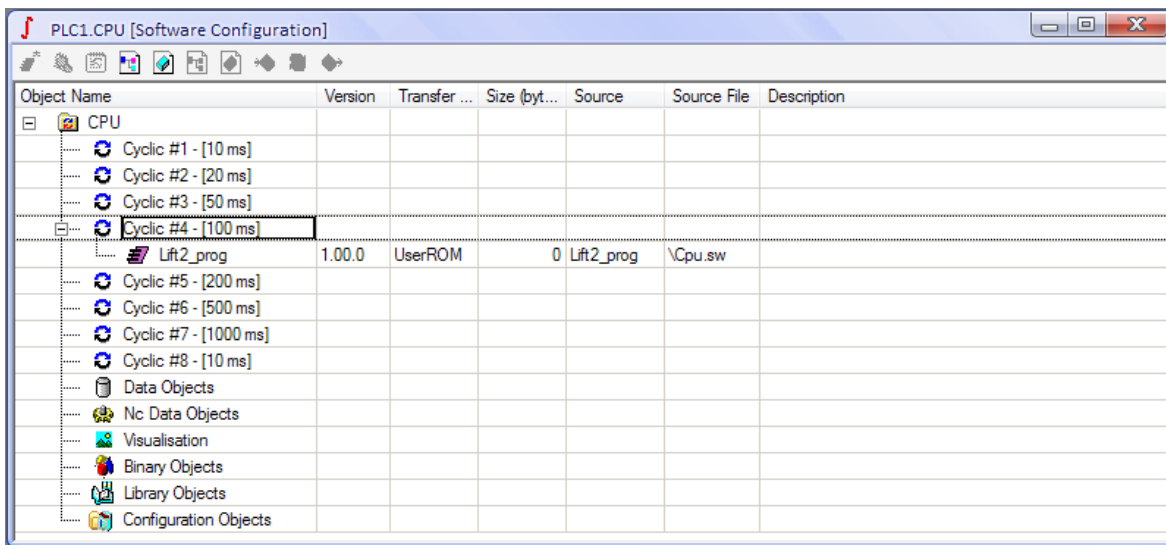 PLC1.CPU [Software Configuration]
Object Name Version Transfer ... Size (byt... Source Source File Description
CPU
Cyclic #1 - [10 ms]
Cyclic #2 - [20 ms]
Cyclic #3 - [50 ms]
Cyclic #4 - [100 ms]
Lift2_prog 1.00.0 UserROM 0 Lift2_prog \Cpu.sw
Cyclic #5 - [200 ms]
Cyclic #6 - [500 ms]
Cyclic #7 - [1000 ms]
Cyclic #8 - [10 ms]
Data Objects
Nc Data Objects
Visualisation
Binary Objects
Library Objects
Configuration Objects